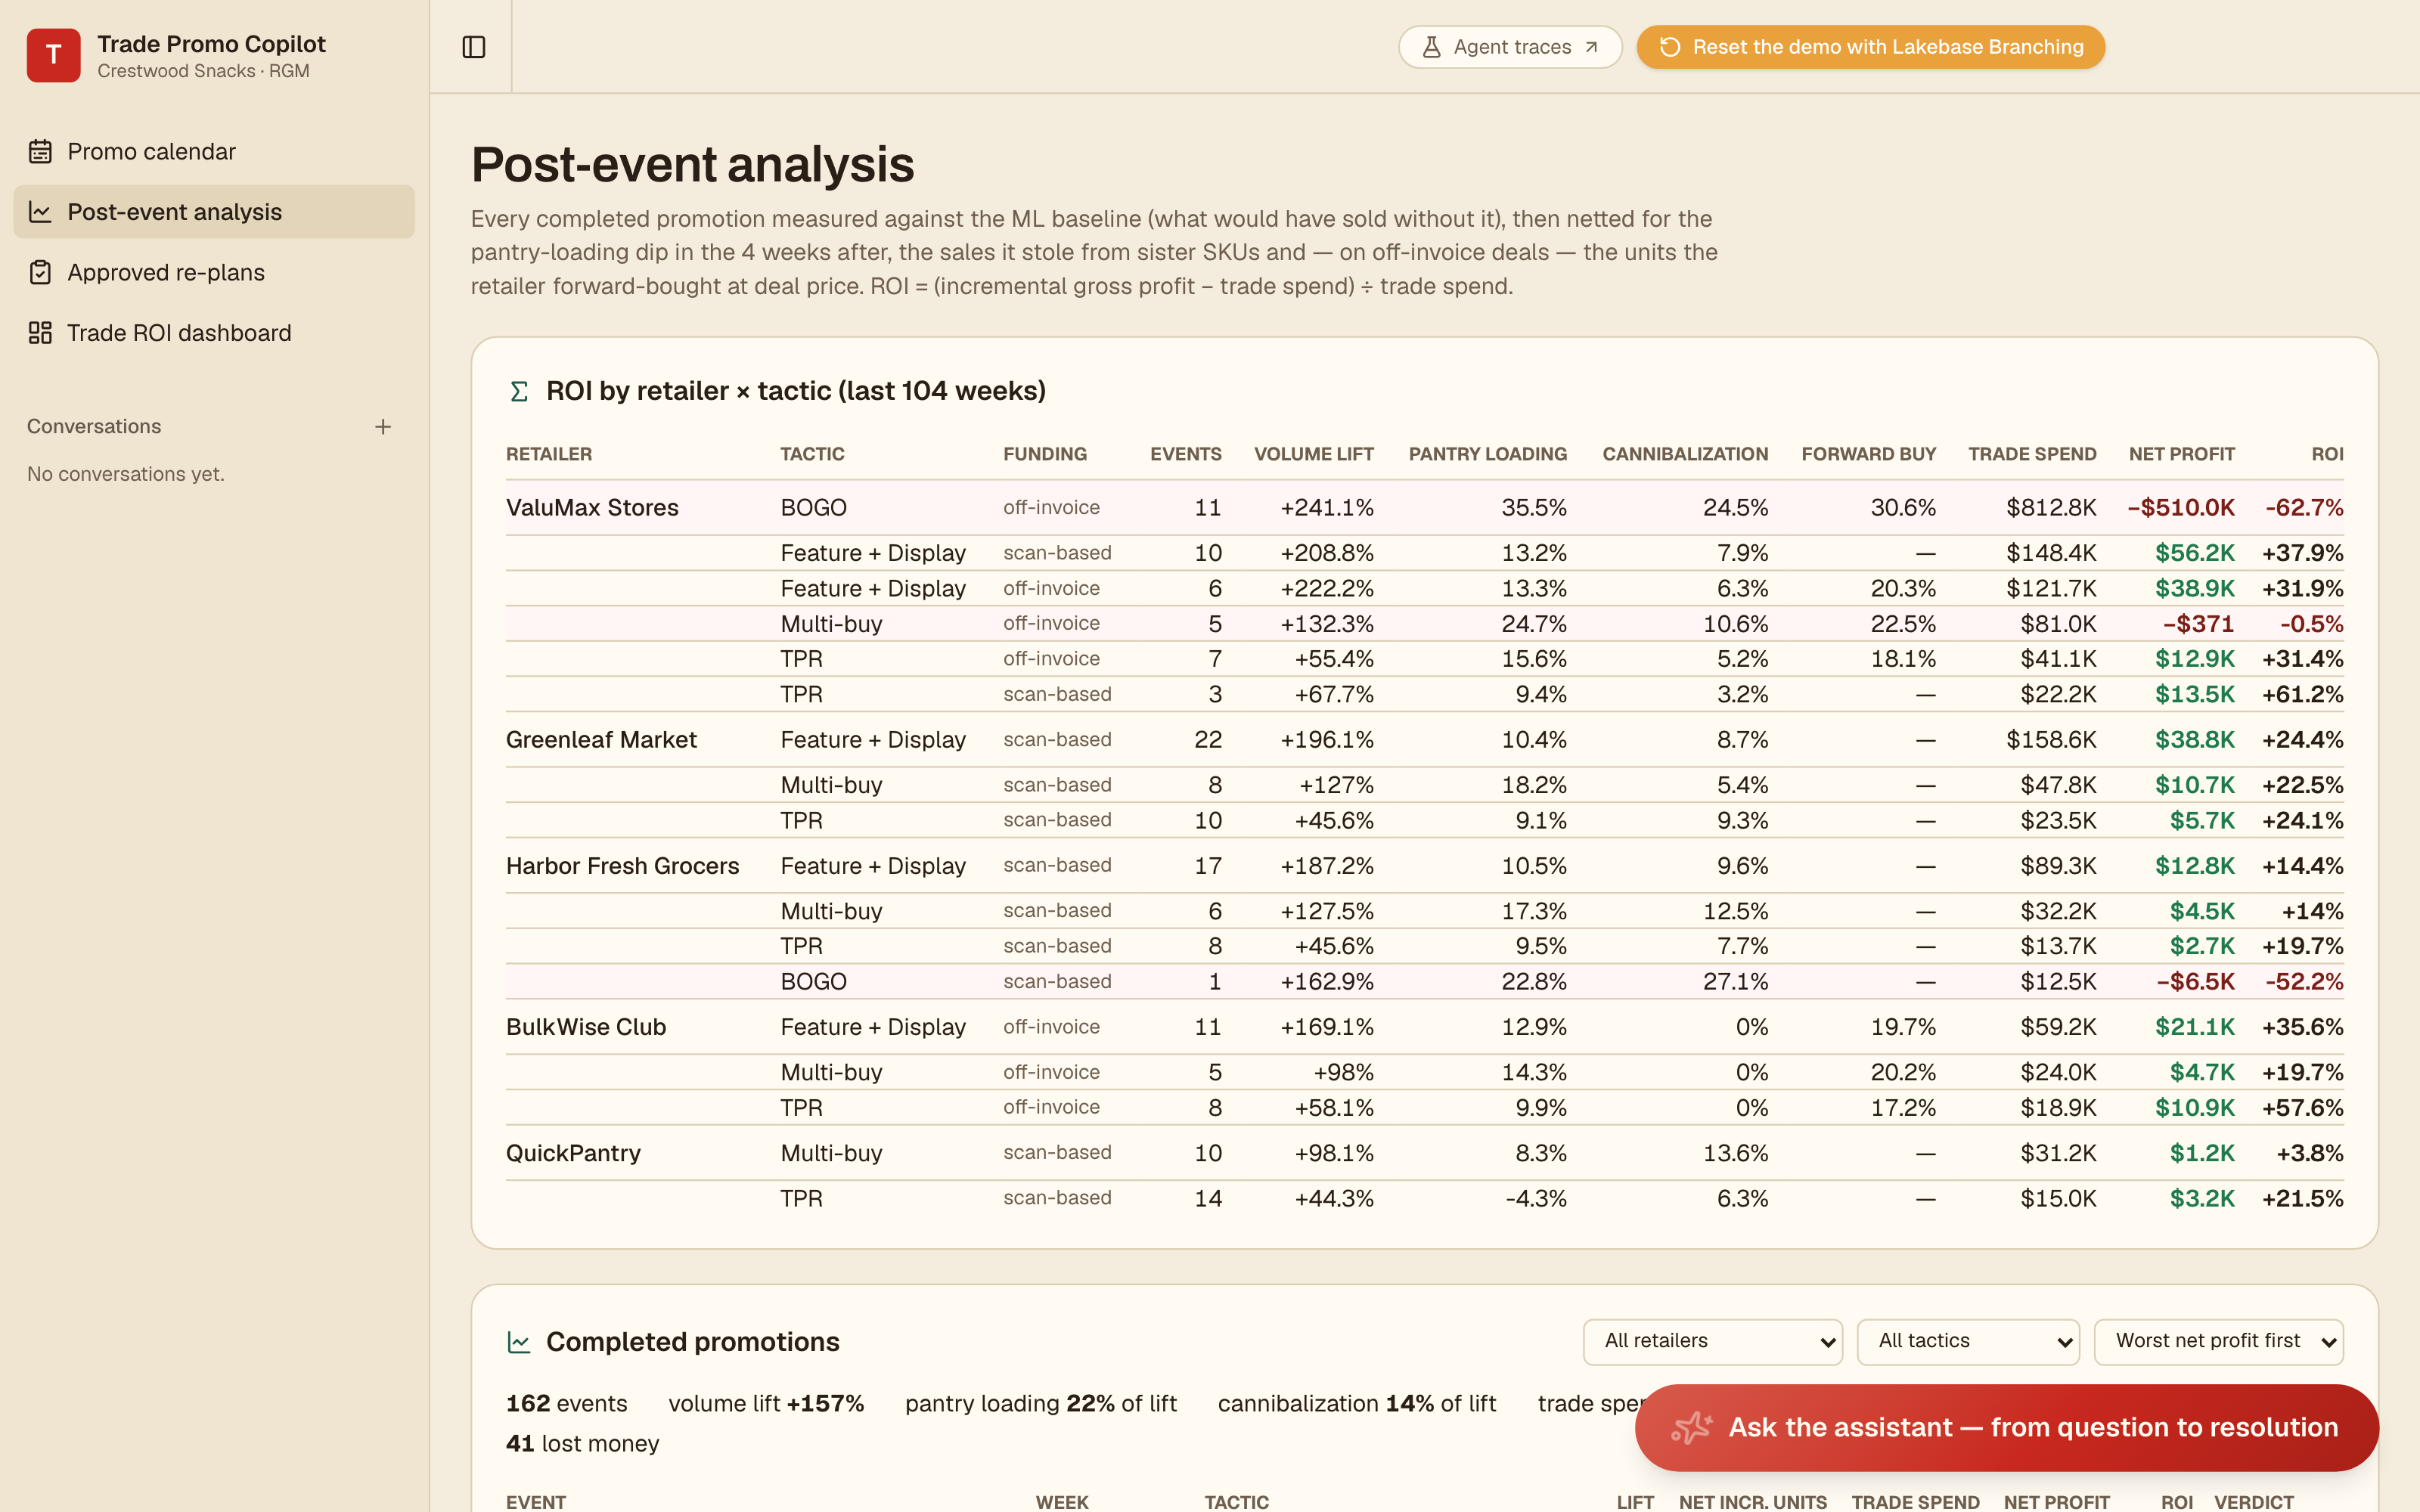 T
Trade Promo Copilot
Crestwood Snacks · RGM
Promo calendar
Post-event analysis
Approved re-plans
Trade ROI dashboard
Conversations +
No conversations yet.
Agent traces
Reset the demo with Lakebase Branching
Post-event analysis
Every completed promotion measured against the ML baseline (what would have sold without it), then netted for the
pantry-loading dip in the 4 weeks after, the sales it stole from sister SKUs and — on off-invoice deals — the units the
retailer forward-bought at deal price. ROI = (incremental gross profit − trade spend) ÷ trade spend.
ROI by retailer × tactic (last 104 weeks)
RETAILER TACTIC FUNDING EVENTS VOLUME LIFT PANTRY LOADING CANNIBALIZATION FORWARD BUY TRADE SPEND NET PROFIT ROI
ValuMax Stores BOGO off-invoice 11 +241.1% 35.5% 24.5% 30.6% $812.8K −$510.0K -62.7%
Feature + Display scan-based 10 +208.8% 13.2% 7.9% — $148.4K $56.2K +37.9%
Feature + Display off-invoice 6 +222.2% 13.3% 6.3% 20.3% $121.7K $38.9K +31.9%
Multi-buy off-invoice 5 +132.3% 24.7% 10.6% 22.5% $81.0K −$371 -0.5%
TPR off-invoice 7 +55.4% 15.6% 5.2% 18.1% $41.1K $12.9K +31.4%
TPR scan-based 3 +67.7% 9.4% 3.2% — $22.2K $13.5K +61.2%
Greenleaf Market Feature + Display scan-based 22 +196.1% 10.4% 8.7% — $158.6K $38.8K +24.4%
Multi-buy scan-based 8 +127% 18.2% 5.4% — $47.8K $10.7K +22.5%
TPR scan-based 10 +45.6% 9.1% 9.3% — $23.5K $5.7K +24.1%
Harbor Fresh Grocers Feature + Display scan-based 17 +187.2% 10.5% 9.6% — $89.3K $12.8K +14.4%
Multi-buy scan-based 6 +127.5% 17.3% 12.5% — $32.2K $4.5K +14%
TPR scan-based 8 +45.6% 9.5% 7.7% — $13.7K $2.7K +19.7%
BOGO scan-based 1 +162.9% 22.8% 27.1% — $12.5K −$6.5K -52.2%
BulkWise Club Feature + Display off-invoice 11 +169.1% 12.9% 0% 19.7% $59.2K $21.1K +35.6%
Multi-buy off-invoice 5 +98% 14.3% 0% 20.2% $24.0K $4.7K +19.7%
TPR off-invoice 8 +58.1% 9.9% 0% 17.2% $18.9K $10.9K +57.6%
QuickPantry Multi-buy scan-based 10 +98.1% 8.3% 13.6% — $31.2K $1.2K +3.8%
TPR scan-based 14 +44.3% -4.3% 6.3% — $15.0K $3.2K +21.5%
Completed promotions
All retailers All tactics Worst net profit first
162 events volume lift +157% pantry loading 22% of lift cannibalization 14% of lift trade
41 lost money
Ask the assistant — from question to resolution
EVENT WEEK TACTIC LIFT NET INCR. UNITS TRADE SPEND NET PROFIT ROI VERDICT